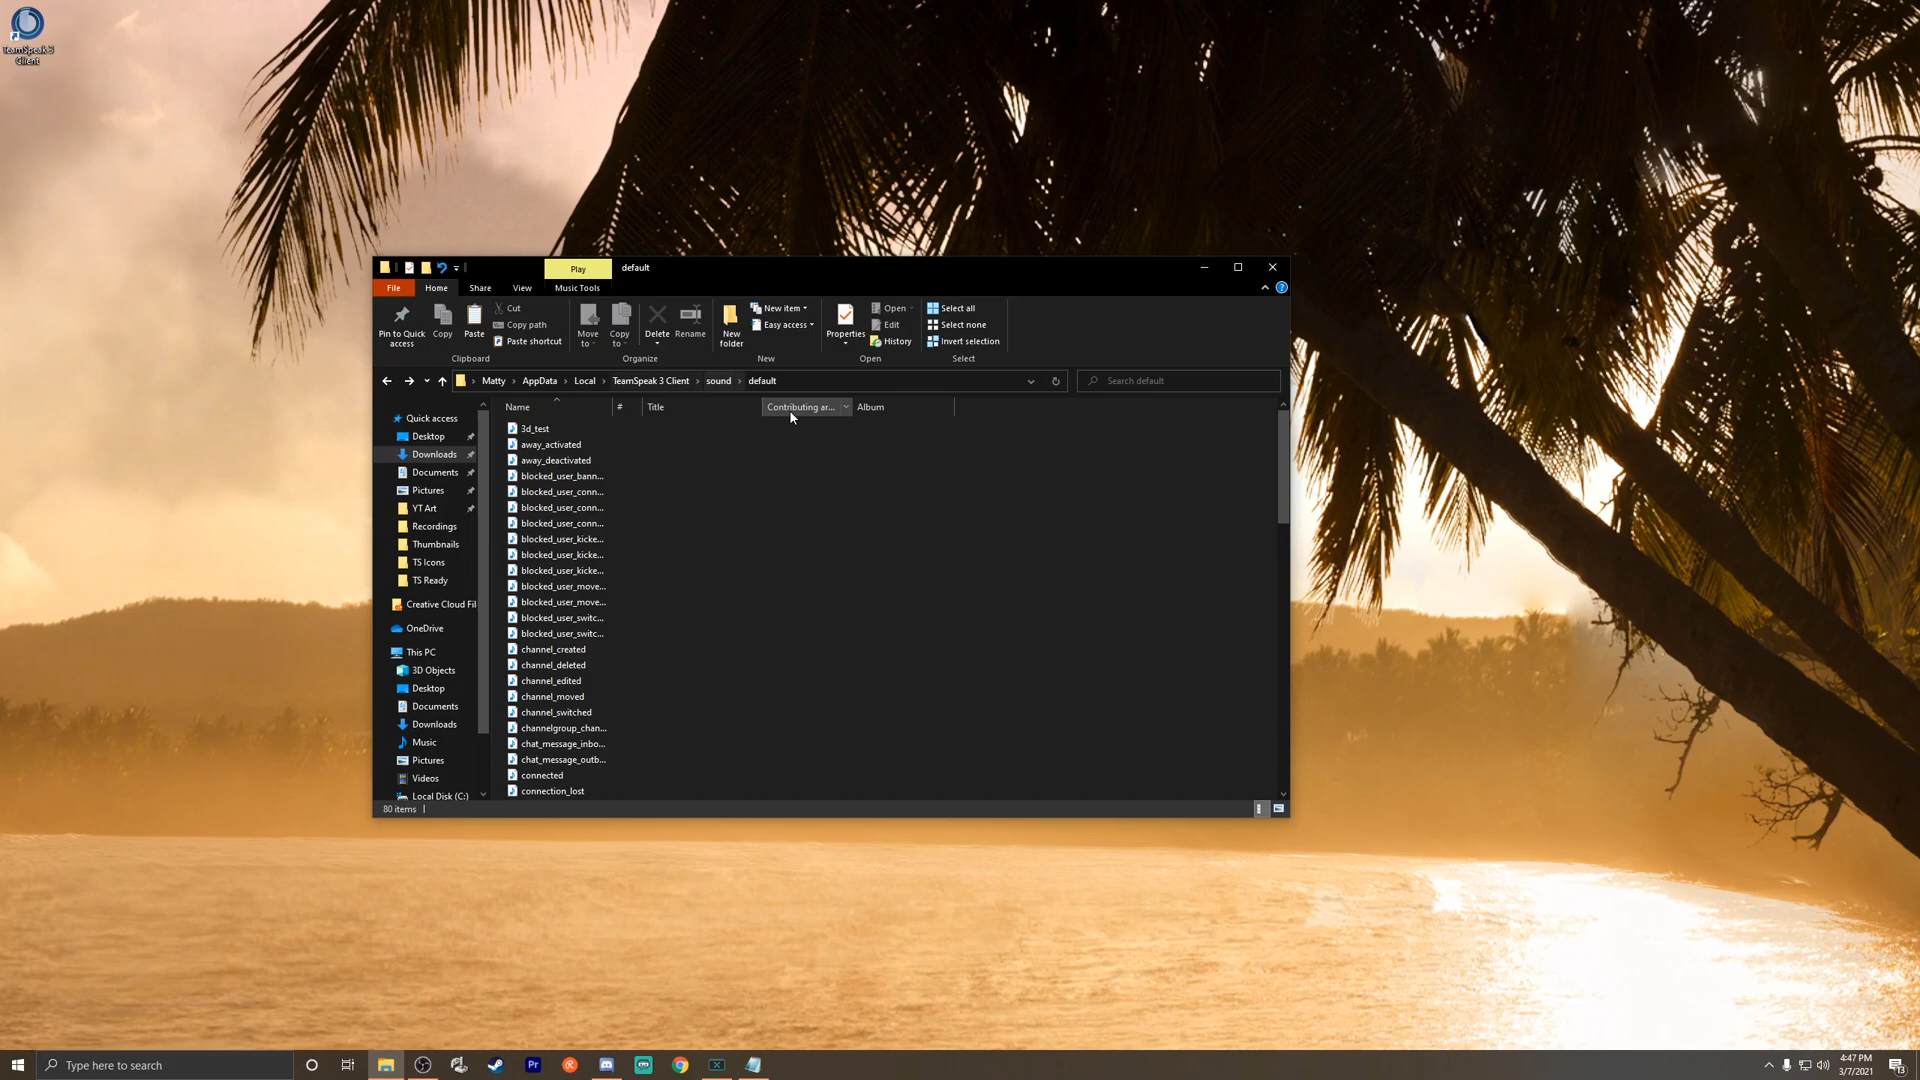 TeamSpeak 3
Client
Play
default
File
Home
Share
View
Music Tools
Pin to Quick
access
Copy
Paste
Cut
Copy path
Paste shortcut
Clipboard
Move
to
Copy
to
Delete
Rename
Organize
New
folder
New item
Easy access
New
Properties
Open
Edit
History
Open
Select all
Select none
Invert selection
Select
Matty › AppData › Local › TeamSpeak 3 Client › sound › default
Search default
Name
#
Title
Contributing ar...
Album
Quick access
Desktop
Downloads
Documents
Pictures
YT Art
Recordings
Thumbnails
TS Icons
TS Ready
Creative Cloud Fil
OneDrive
This PC
3D Objects
Desktop
Documents
Downloads
Music
Pictures
Videos
Local Disk (C:)
3d_test
away_activated
away_deactivated
blocked_user_bann...
blocked_user_conn...
blocked_user_conn...
blocked_user_conn...
blocked_user_kicke...
blocked_user_kicke...
blocked_user_kicke...
blocked_user_move...
blocked_user_move...
blocked_user_switc...
blocked_user_switc...
channel_created
channel_deleted
channel_edited
channel_moved
channel_switched
channelgroup_chan...
chat_message_inbo...
chat_message_outb...
connected
connection_lost
80 items
Type here to search
Pr
4:47 PM
3/7/2021
13